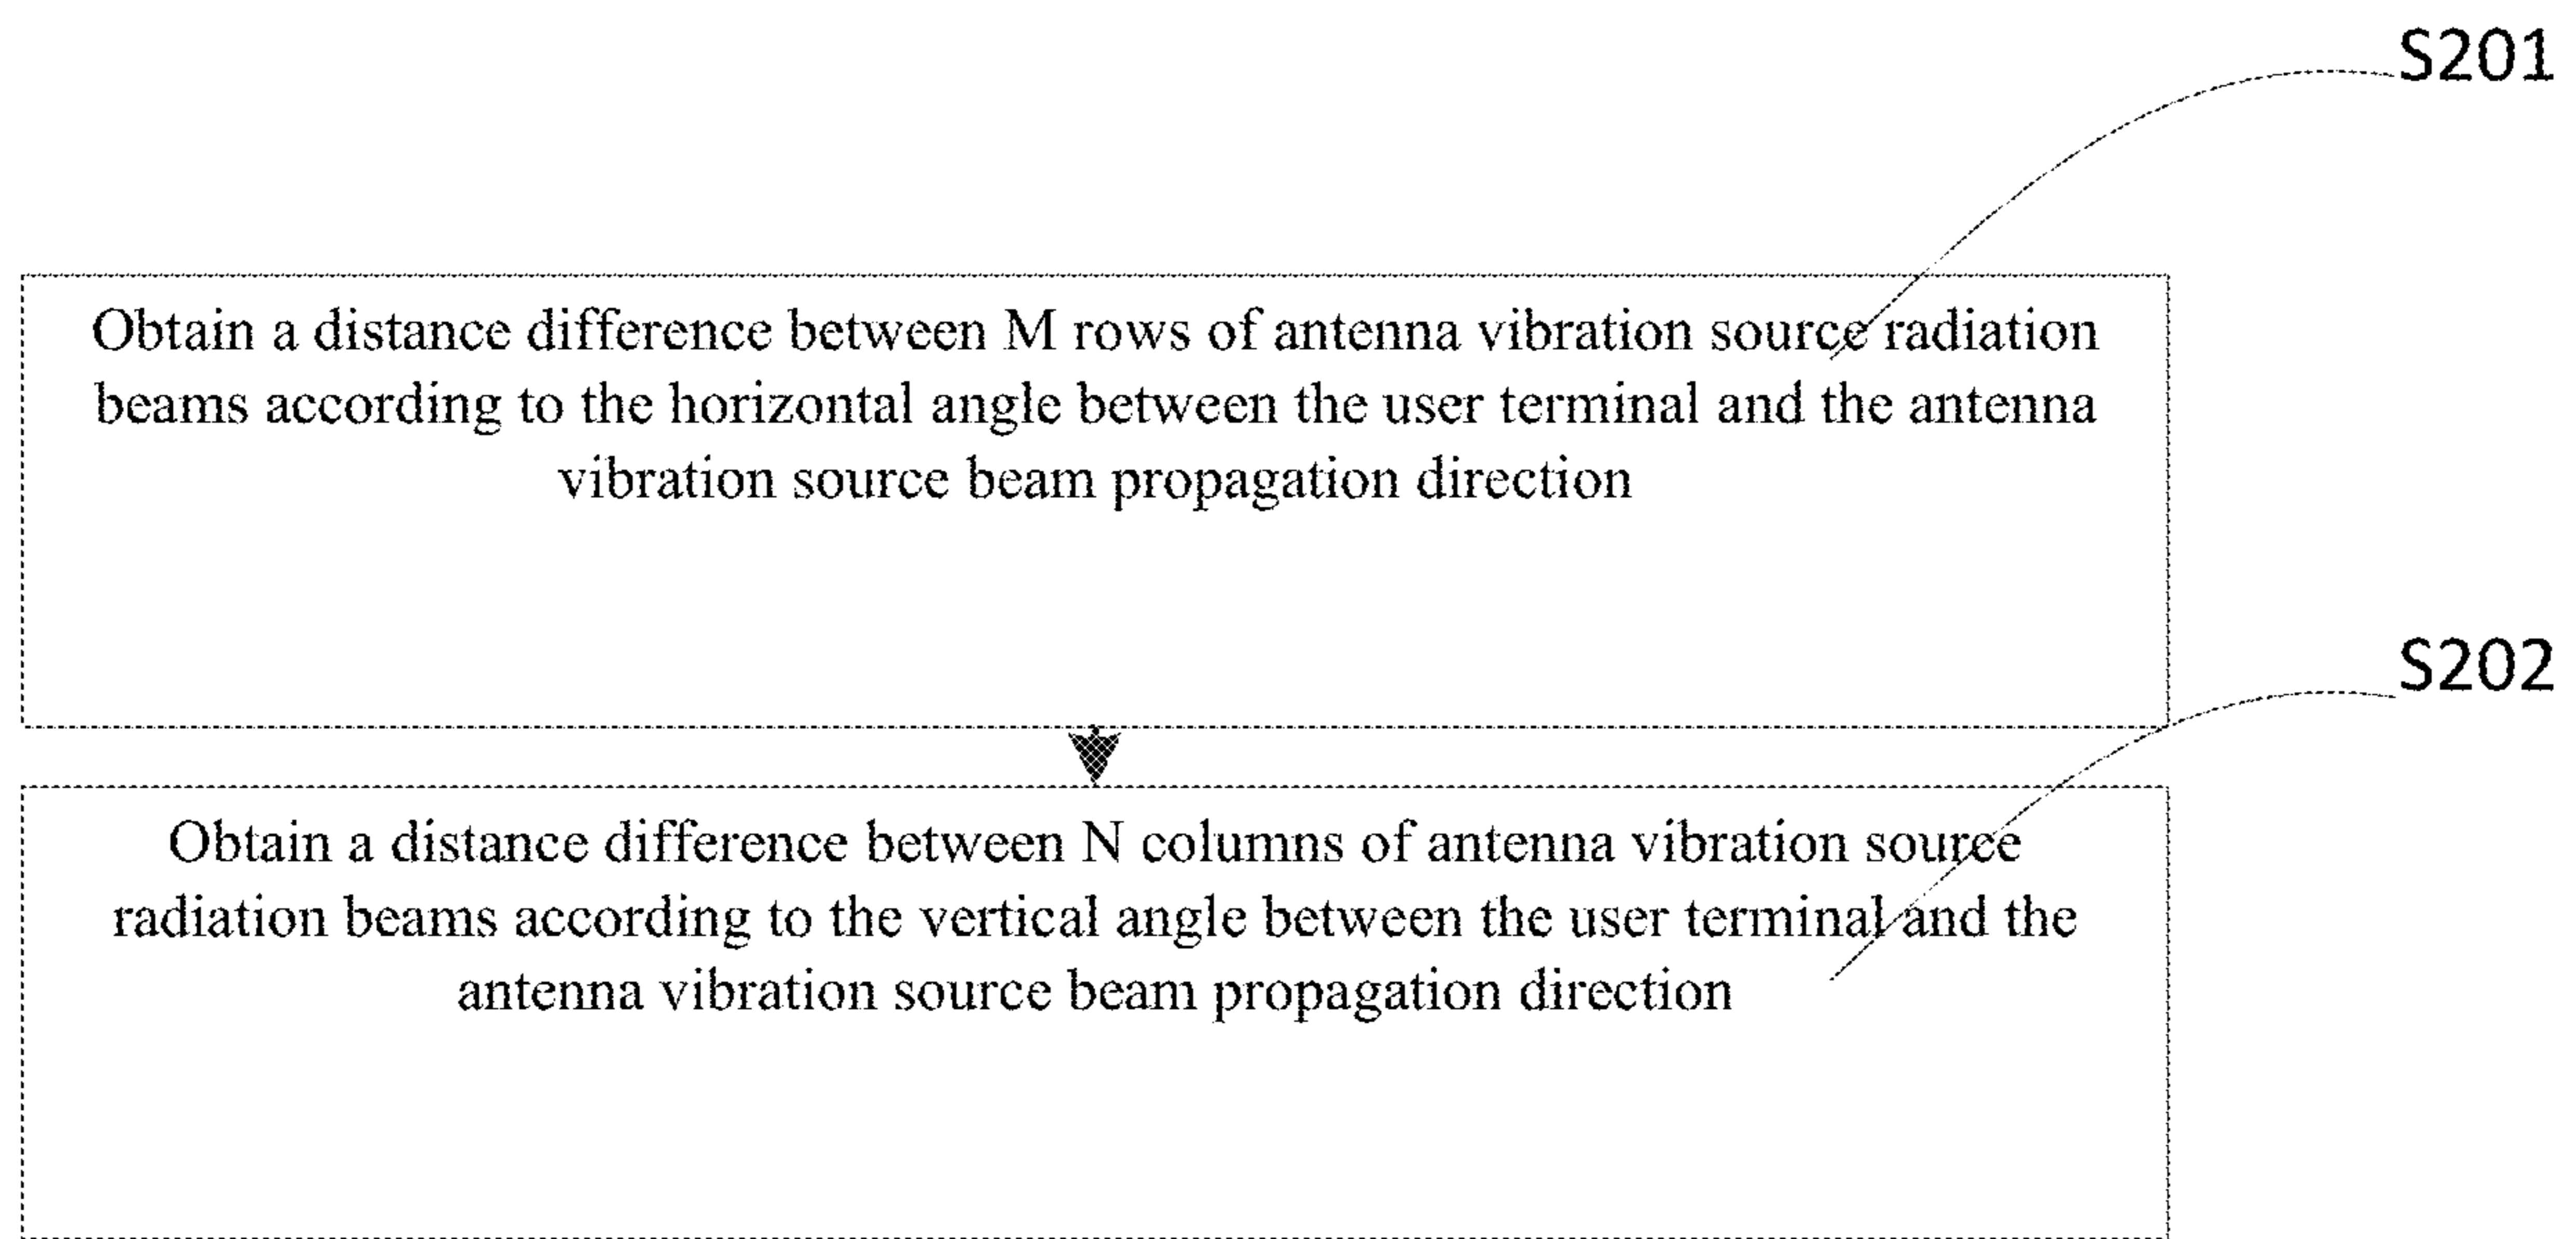 S201
Obtain a distance difference between M rows of antenna vibration source radiation
beams according to the horizontal angle between the user terminal and the antenna
vibration source beam propagation direction
S202
Obtain a distance difference between N columns of antenna vibration source
radiation beams according to the vertical angle between the user terminal and the
antenna vibration source beam propagation direction